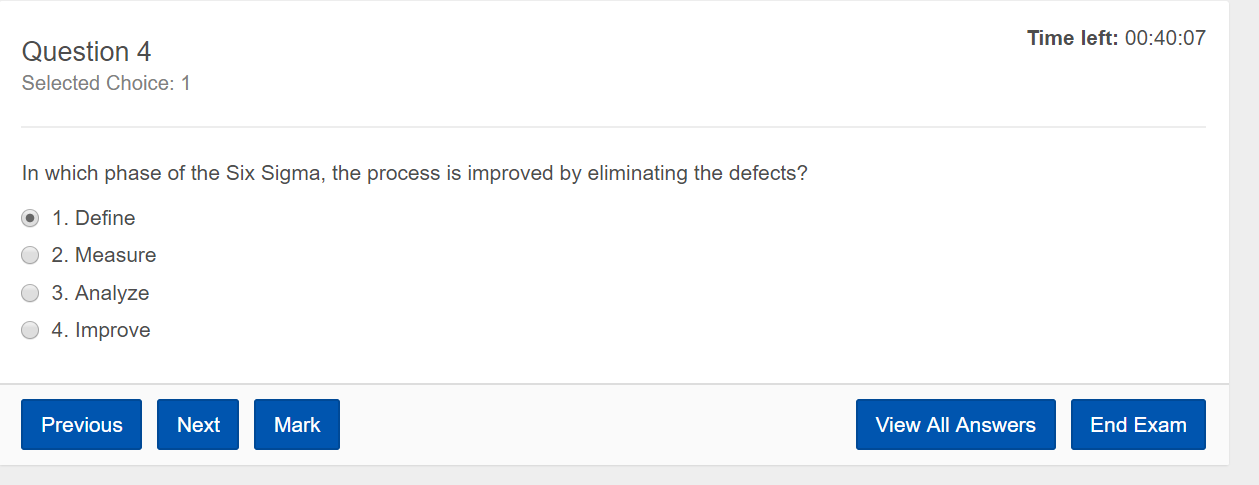 Question 4
Time left: 00:40:07
Selected Choice: 1
In which phase of the Six Sigma, the process is improved by eliminating the defects?
1. Define
2. Measure
3. Analyze
4. Improve
Previous Next Mark View All Answers End Exam